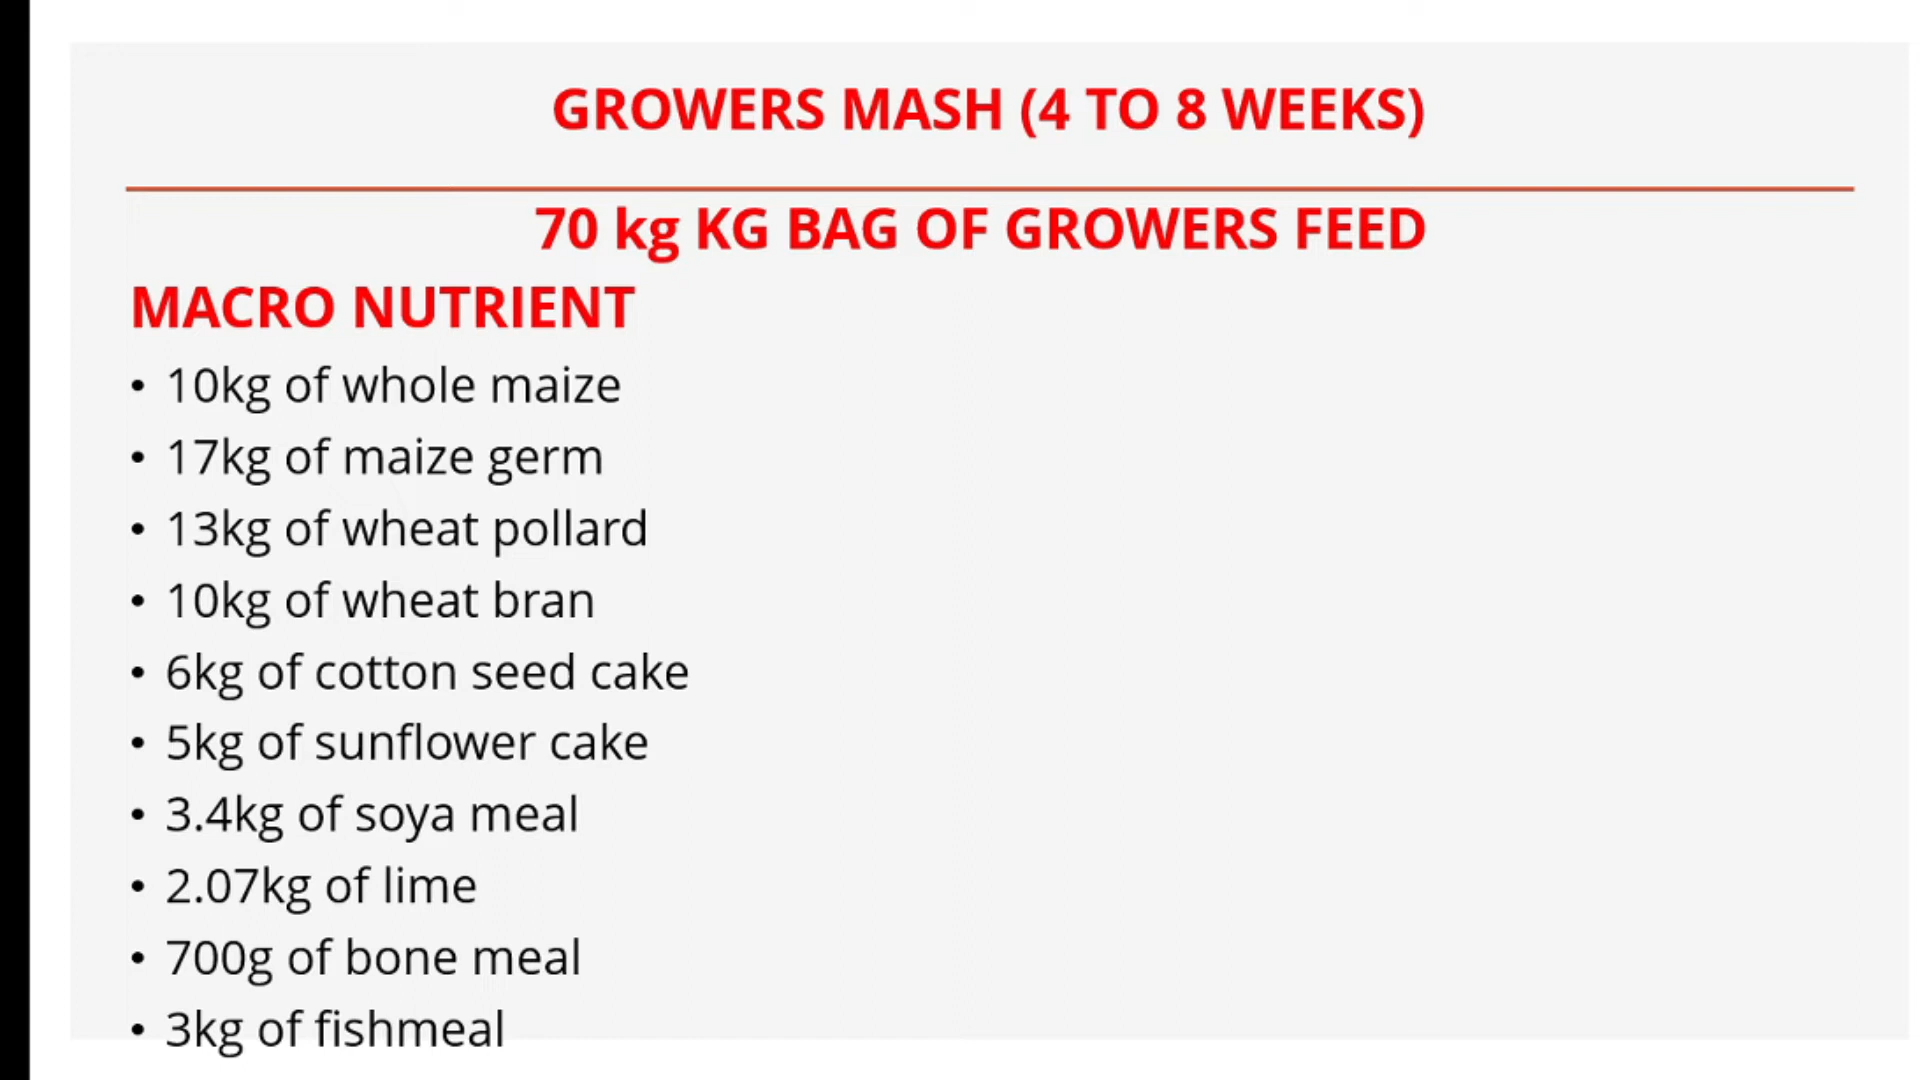 GROWERS MASH (4 TO 8 WEEKS)
70 kg KG BAG OF GROWERS FEED
MACRO NUTRIENT
• 10kg of whole maize
• 17kg of maize germ
• 13kg of wheat pollard
• 10kg of wheat bran
• 6kg of cotton seed cake
• 5kg of sunflower cake
• 3.4kg of soya meal
• 2.07kg of lime
• 700g of bone meal
• 3kg of fishmeal